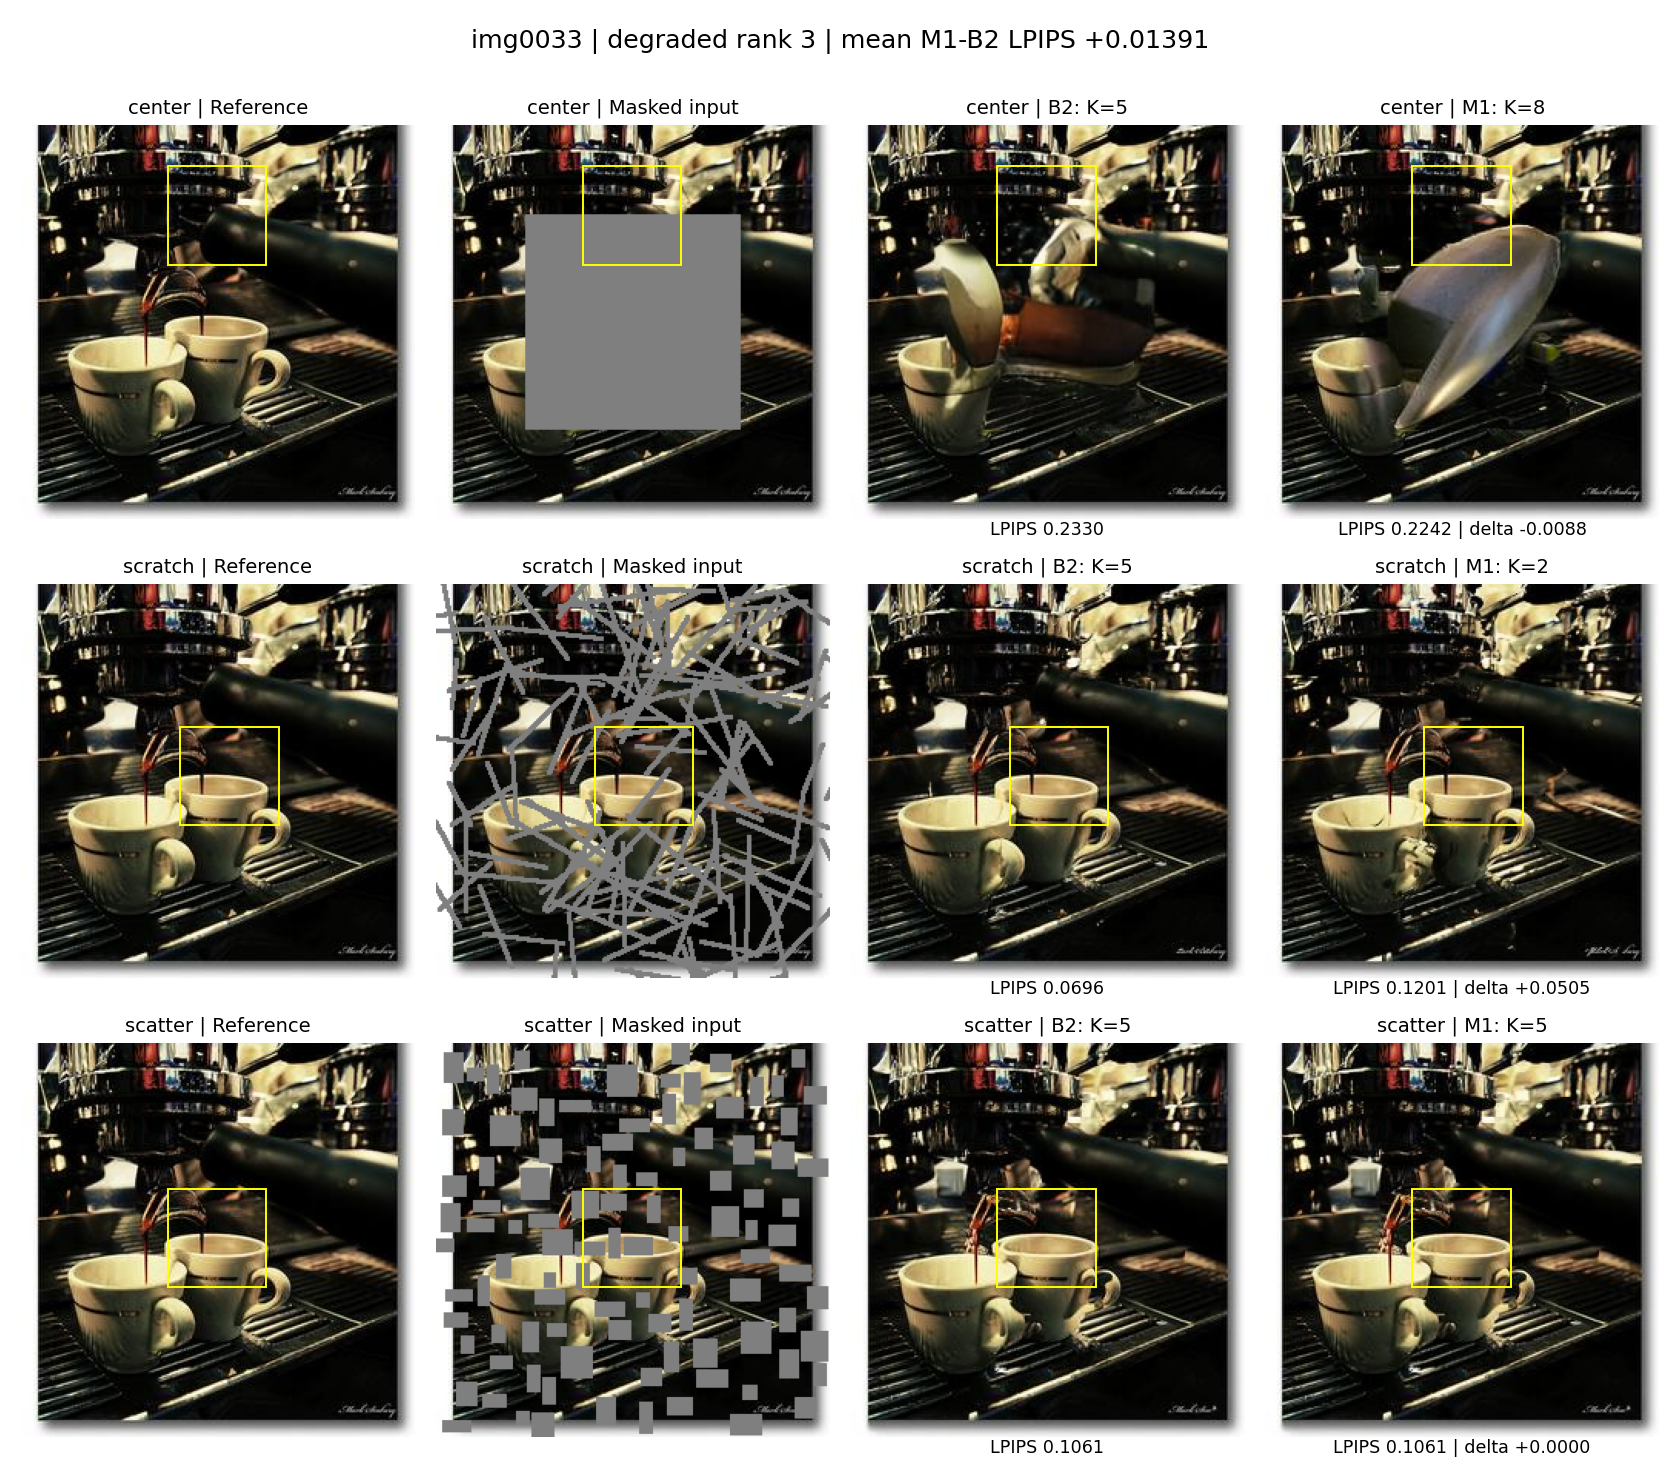 img0033 | degraded rank 3 | mean M1-B2 LPIPS +0.01391
center | Reference
center | Masked input
center | B2: K=5
center | M1: K=8
LPIPS 0.2330
LPIPS 0.2242 | delta -0.0088
scratch | Reference
scratch | Masked input
scratch | B2: K=5
scratch | M1: K=2
LPIPS 0.0696
LPIPS 0.1201 | delta +0.0505
scatter | Reference
scatter | Masked input
scatter | B2: K=5
scatter | M1: K=5
LPIPS 0.1061
LPIPS 0.1061 | delta +0.0000